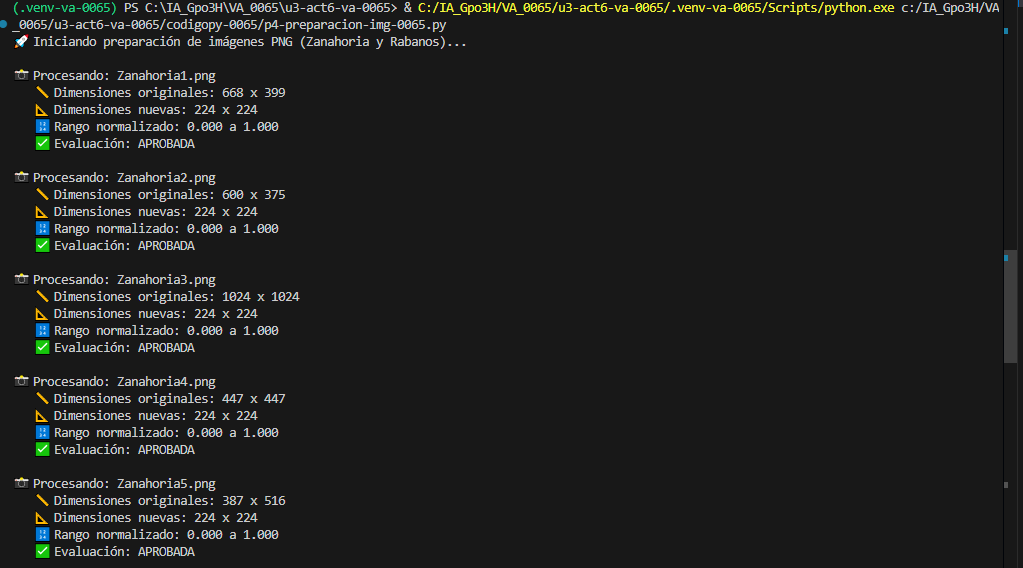 (.venv-va-0065) PS C:\IA_Gpo3H\VA_0065\u3-act6-va-0065> & C:/IA_Gpo3H/VA_0065/u3-act6-va-0065/.venv-va-0065/Scripts/python.exe c:/IA_Gpo3H/VA
_0065/u3-act6-va-0065/codigopy-0065/p4-preparacion-img-0065.py
🚀 Iniciando preparación de imágenes PNG (Zanahoria y Rabanos)...
📷 Procesando: Zanahoria1.png
📏 Dimensiones originales: 668 x 399
📐 Dimensiones nuevas: 224 x 224
🔢 Rango normalizado: 0.000 a 1.000
✅ Evaluación: APROBADA
📷 Procesando: Zanahoria2.png
📏 Dimensiones originales: 600 x 375
📐 Dimensiones nuevas: 224 x 224
🔢 Rango normalizado: 0.000 a 1.000
✅ Evaluación: APROBADA
📷 Procesando: Zanahoria3.png
📏 Dimensiones originales: 1024 x 1024
📐 Dimensiones nuevas: 224 x 224
🔢 Rango normalizado: 0.000 a 1.000
✅ Evaluación: APROBADA
📷 Procesando: Zanahoria4.png
📏 Dimensiones originales: 447 x 447
📐 Dimensiones nuevas: 224 x 224
🔢 Rango normalizado: 0.000 a 1.000
✅ Evaluación: APROBADA
📷 Procesando: Zanahoria5.png
📏 Dimensiones originales: 387 x 516
📐 Dimensiones nuevas: 224 x 224
🔢 Rango normalizado: 0.000 a 1.000
✅ Evaluación: APROBADA